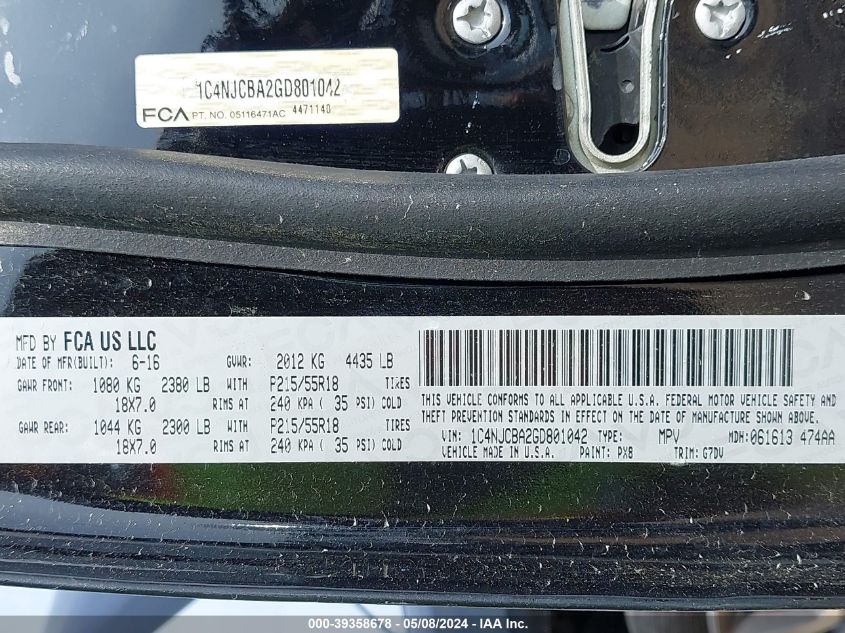 1C4NJCBA2GD801042
FCA PT. NO. 05116471AC 4471140
MFD BY FCA US LLC
DATE OF MFR(BUILT): 6-16 GVWR: 2012 KG 4435 LB
GAWR FRONT: 1080 KG 2380 LB WITH P215/55R18 TIRES
18X7.0 RIMS AT 240 KPA ( 35 PSI) COLD
GAWR REAR: 1044 KG 2300 LB WITH P215/55R18 TIRES
18X7.0 RIMS AT 240 KPA ( 35 PSI) COLD
THIS VEHICLE CONFORMS TO ALL APPLICABLE U.S.A. FEDERAL MOTOR VEHICLE SAFETY AND
THEFT PREVENTION STANDARDS IN EFFECT ON THE DATE OF MANUFACTURE SHOWN ABOVE.
VIN: 1C4NJCBA2GD801042 TYPE: MPV MDH: 061613 474AA
VEHICLE MADE IN U.S.A. PAINT: PX8 TRIM: G7DV
000-39358678 - 05/08/2024 - 1C4NJCBA2GD801042